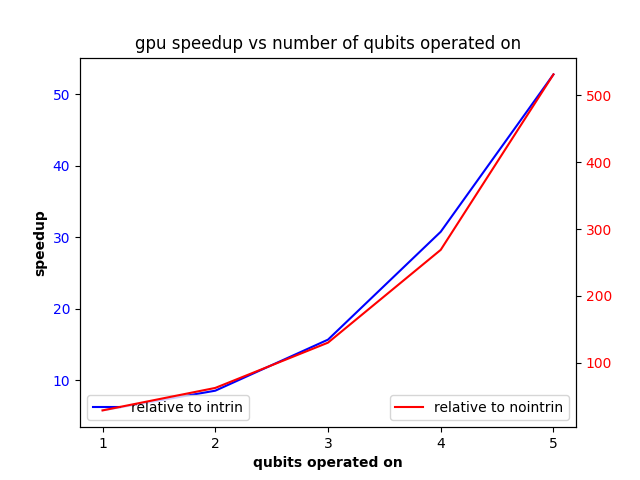 gpu speedup vs number of qubits operated on
50
40
30
20
10
speedup
500
400
300
200
100
relative to intrin
relative to nointrin
1 2 3 4 5
qubits operated on